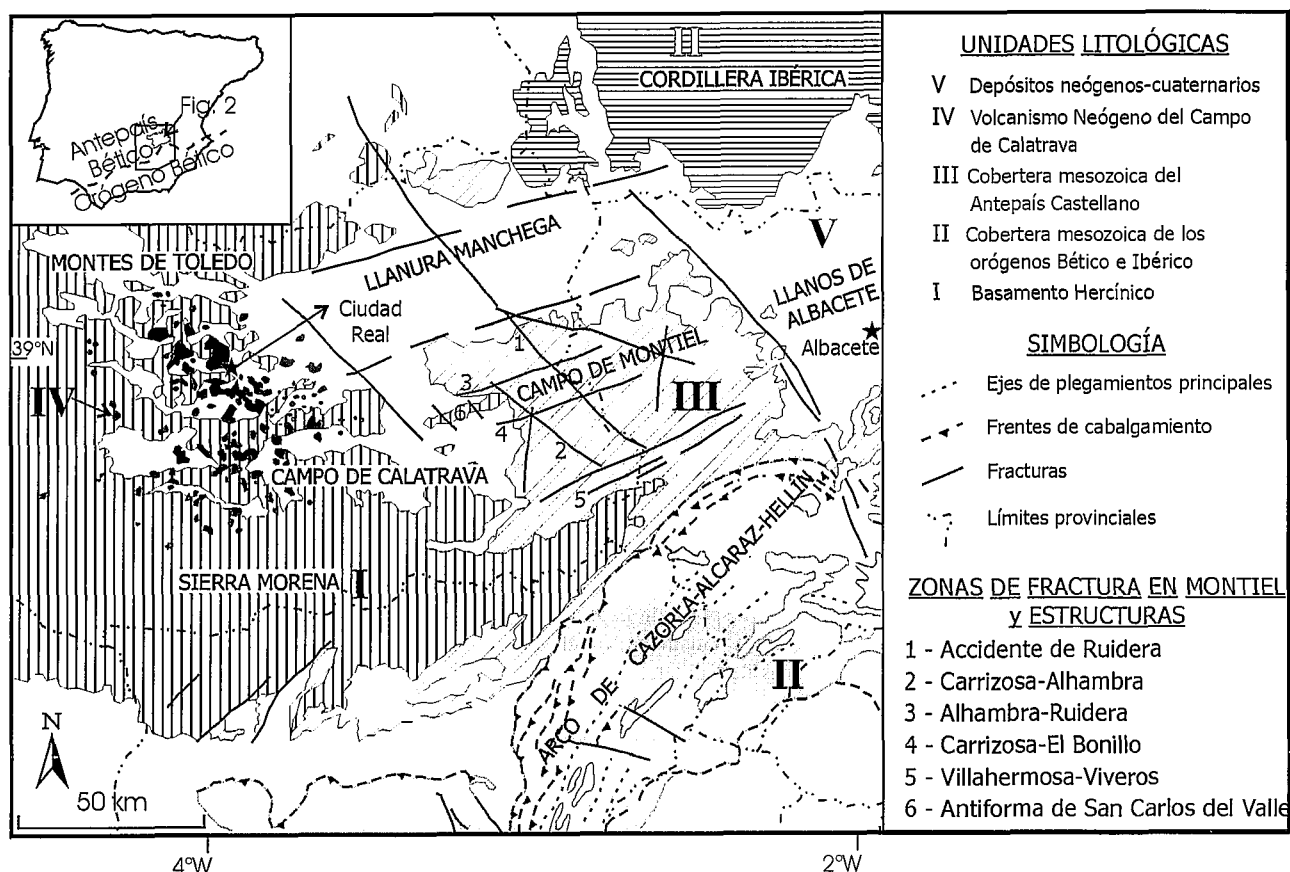 Fig. 2
Antepaís
Bético
Orógeno Bético
II
CORDILLERA IBÉRICA
MONTES DE TOLEDO
LLANURA MANCHEGA
V
LLANOS DE
ALBACETE
Albacete
Ciudad
Real
39ºN
1
CAMPO DE MONTIEL
3
6
III
IV
4
2
CAMPO DE CALATRAVA
5
SIERRA MORENA
I
ARCO DE CAZORLA-ALCARAZ-HELLÍN
II
N
50 km
4ºW
2ºW
UNIDADES LITOLÓGICAS
V Depósitos neógenos-cuaternarios
IV Volcanismo Neógeno del Campo
de Calatrava
III Cobertera mesozoica del
Antepaís Castellano
II Cobertera mesozoica de los
orógenos Bético e Ibérico
I Basamento Hercínico
SIMBOLOGÍA
Ejes de plegamientos principales
Frentes de cabalgamiento
Fracturas
Límites provinciales
ZONAS DE FRACTURA EN MONTIEL
y ESTRUCTURAS
1 - Accidente de Ruidera
2 - Carrizosa-Alhambra
3 - Alhambra-Ruidera
4 - Carrizosa-El Bonillo
5 - Villahermosa-Viveros
6 - Antiforma de San Carlos del Valle